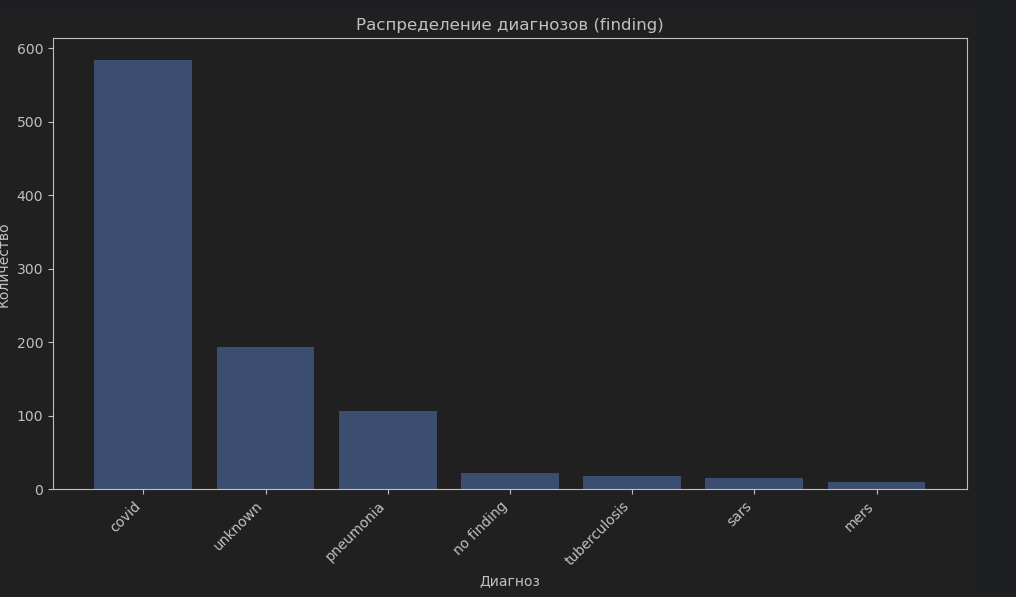 Распределение диагнозов (finding)
Количество
600
500
400
300
200
100
0
covid
unknown
pneumonia
no finding
tuberculosis
sars
mers
Диагноз